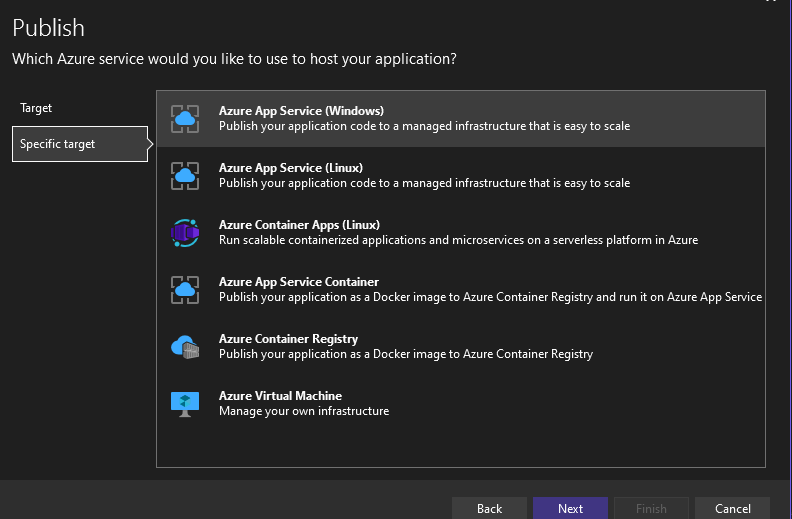 Publish
Which Azure service would you like to use to host your application?
Target
Specific target
Azure App Service (Windows)
Publish your application code to a managed infrastructure that is easy to scale
Azure App Service (Linux)
Publish your application code to a managed infrastructure that is easy to scale
Azure Container Apps (Linux)
Run scalable containerized applications and microservices on a serverless platform in Azure
Azure App Service Container
Publish your application as a Docker image to Azure Container Registry and run it on Azure App Service
Azure Container Registry
Publish your application as a Docker image to Azure Container Registry
Azure Virtual Machine
Manage your own infrastructure
Back
Next
Finish
Cancel